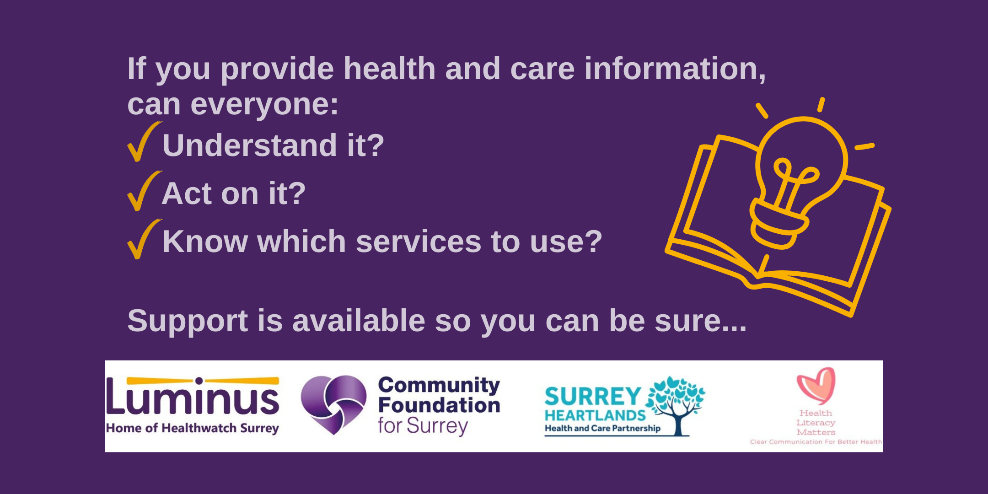 If you provide health and care information,
can everyone:
Understand it?
Act on it?
Know which services to use?
Support is available so you can be sure...
Luminus
Home of Healthwatch Surrey
Community
Foundation
for Surrey
SURREY
HEARTLANDS
Health and Care Partnership
Health
Literacy
Matters
Clear Communication For Better Health